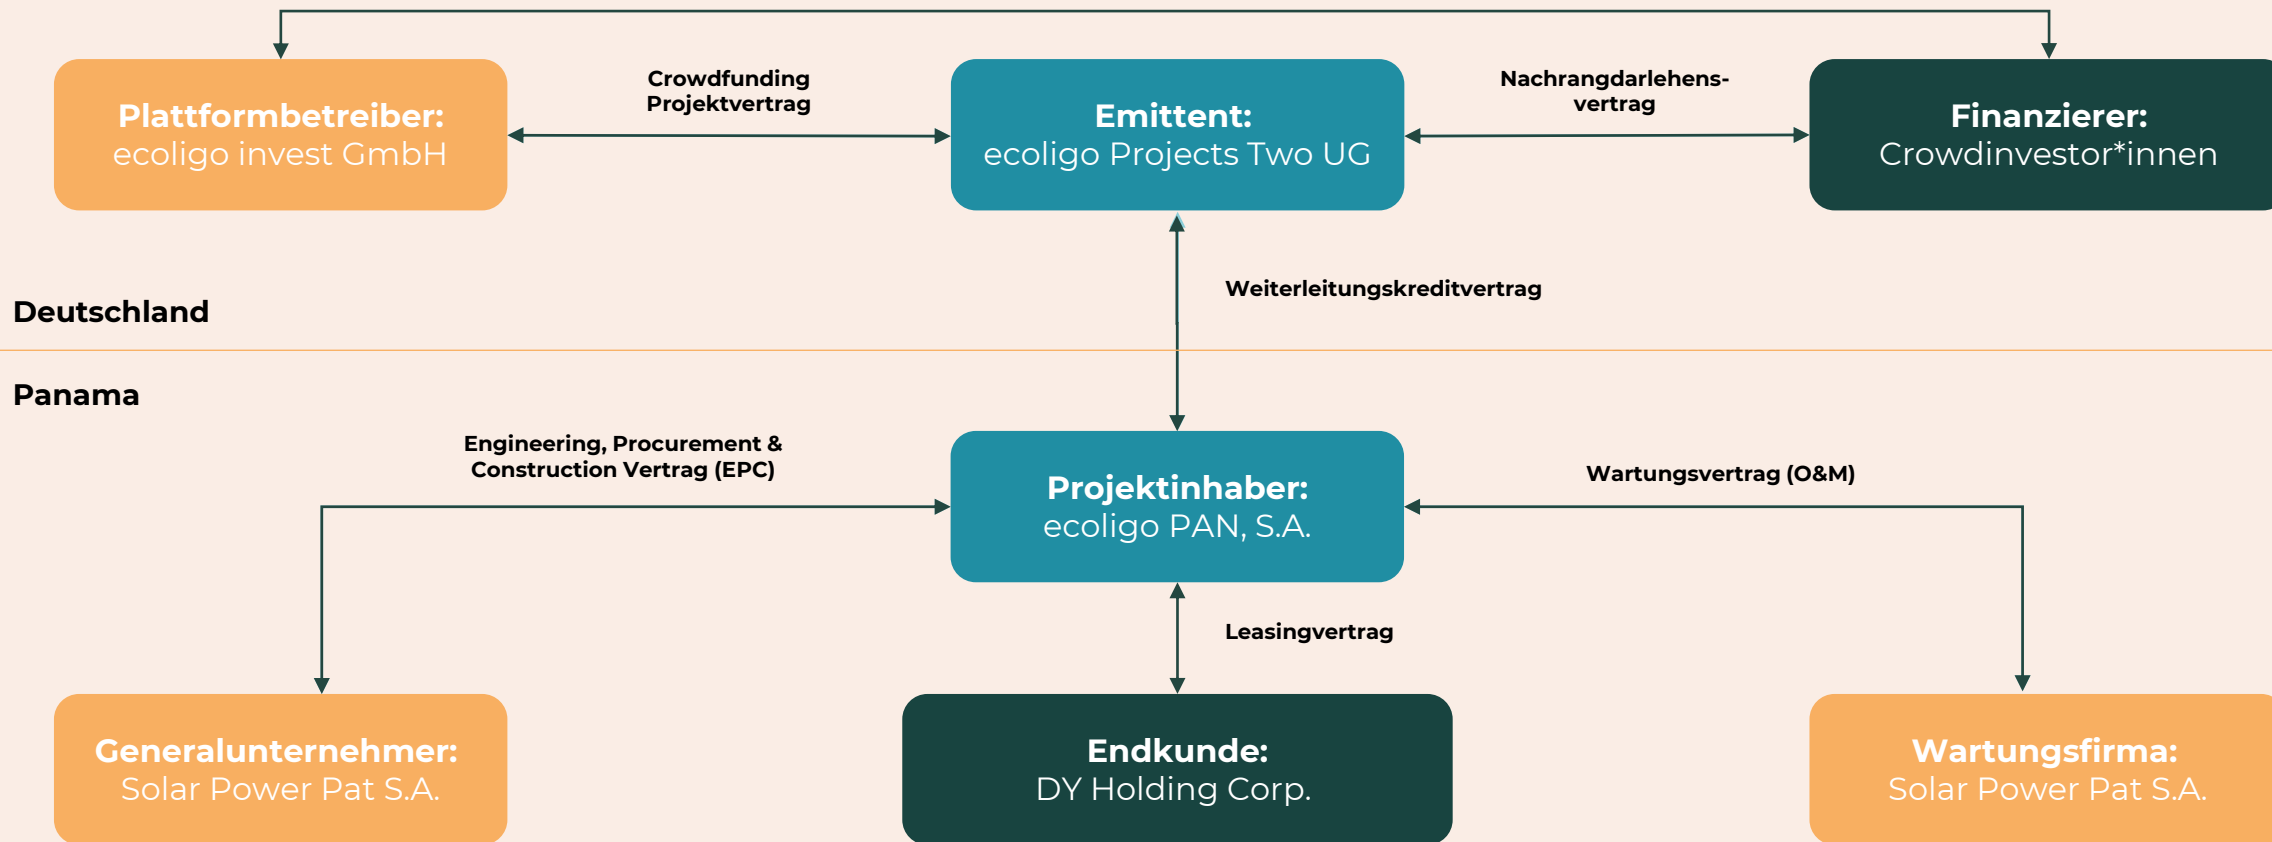 Crowdfunding
Projektvertrag
Nachrangdarlehens-
vertrag
Plattformbetreiber:
ecoligo invest GmbH
Emittent:
ecoligo Projects Two UG
Finanzierer:
Crowdinvestor*innen
Weiterleitungskreditvertrag
Deutschland
Panama
Engineering, Procurement &
Construction Vertrag (EPC)
Wartungsvertrag (O&M)
Projektinhaber:
ecoligo PAN, S.A.
Leasingvertrag
Generalunternehmer:
Solar Power Pat S.A.
Endkunde:
DY Holding Corp.
Wartungsfirma:
Solar Power Pat S.A.